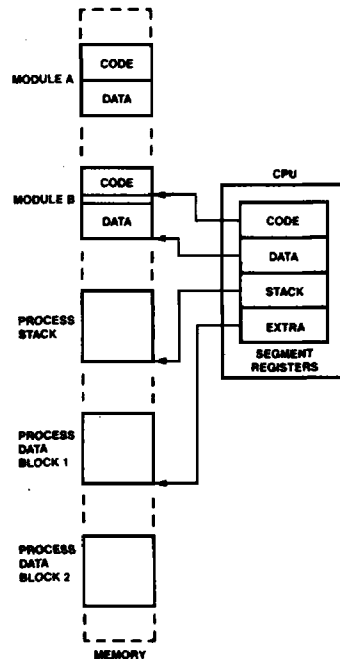 MODULE A
CODE
DATA
MODULE B
CODE
DATA
PROCESS
STACK
PROCESS
DATA
BLOCK 1
PROCESS
DATA
BLOCK 2
MEMORY
CPU
CODE
DATA
STACK
EXTRA
SEGMENT
REGISTERS